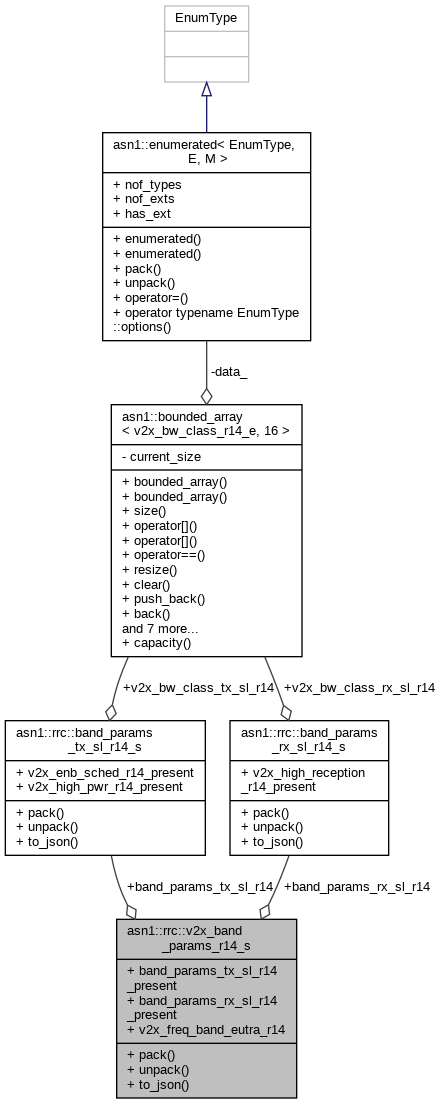 EnumType
asn1::enumerated< EnumType,
E, M >
+ nof_types
+ nof_exts
+ has_ext
+ enumerated()
+ enumerated()
+ pack()
+ unpack()
+ operator=()
+ operator typename EnumType
::options()
-data_
asn1::bounded_array
< v2x_bw_class_r14_e, 16 >
- current_size
+ bounded_array()
+ bounded_array()
+ size()
+ operator[]()
+ operator[]()
+ operator==()
+ resize()
+ clear()
+ push_back()
+ back()
and 7 more...
+ capacity()
+v2x_bw_class_tx_sl_r14
+v2x_bw_class_rx_sl_r14
asn1::rrc::band_params
_tx_sl_r14_s
+ v2x_enb_sched_r14_present
+ v2x_high_pwr_r14_present
+ pack()
+ unpack()
+ to_json()
asn1::rrc::band_params
_rx_sl_r14_s
+ v2x_high_reception
_r14_present
+ pack()
+ unpack()
+ to_json()
+band_params_tx_sl_r14
+band_params_rx_sl_r14
asn1::rrc::v2x_band
_params_r14_s
+ band_params_tx_sl_r14
_present
+ band_params_rx_sl_r14
_present
+ v2x_freq_band_eutra_r14
+ pack()
+ unpack()
+ to_json()